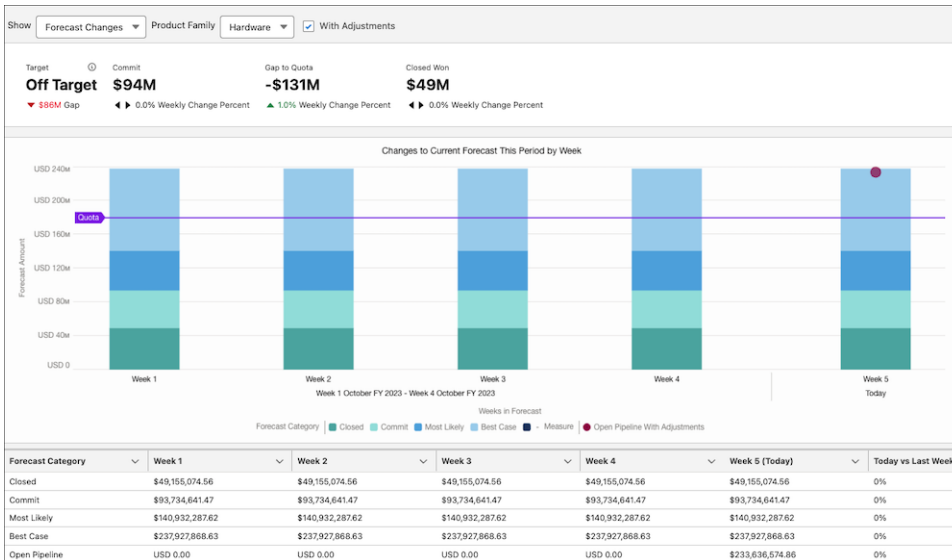 Show Forecast Changes Product Family Hardware With Adjustments
Target Commit Gap to Quota Closed Won
Off Target $94M -$131M $49M
$86M Gap 0.0% Weekly Change Percent 1.0% Weekly Change Percent 0.0% Weekly Change Percent
Changes to Current Forecast This Period by Week
USD 240M
USD 200M
Quota
USD 160M
USD 120M
USD 80M
USD 40M
USD 0
Forecast Amount
Week 1 Week 2 Week 3 Week 4 Week 5
Week 1 October FY 2023 - Week 4 October FY 2023 Today
Weeks in Forecast
Forecast Category Closed Commit Most Likely Best Case - Measure Open Pipeline With Adjustments
Forecast Category Week 1 Week 2 Week 3 Week 4 Week 5 (Today) Today vs Last Week
Closed $49,155,074.56 $49,155,074.56 $49,155,074.56 $49,155,074.56 $49,155,074.56 0%
Commit $93,734,641.47 $93,734,641.47 $93,734,641.47 $93,734,641.47 $93,734,641.47 0%
Most Likely $140,932,287.62 $140,932,287.62 $140,932,287.62 $140,932,287.62 $140,932,287.62 0%
Best Case $237,927,868.63 $237,927,868.63 $237,927,868.63 $237,927,868.63 $237,927,868.63 0%
Open Pipeline USD 0.00 USD 0.00 USD 0.00 USD 0.00 $233,636,574.86 0%